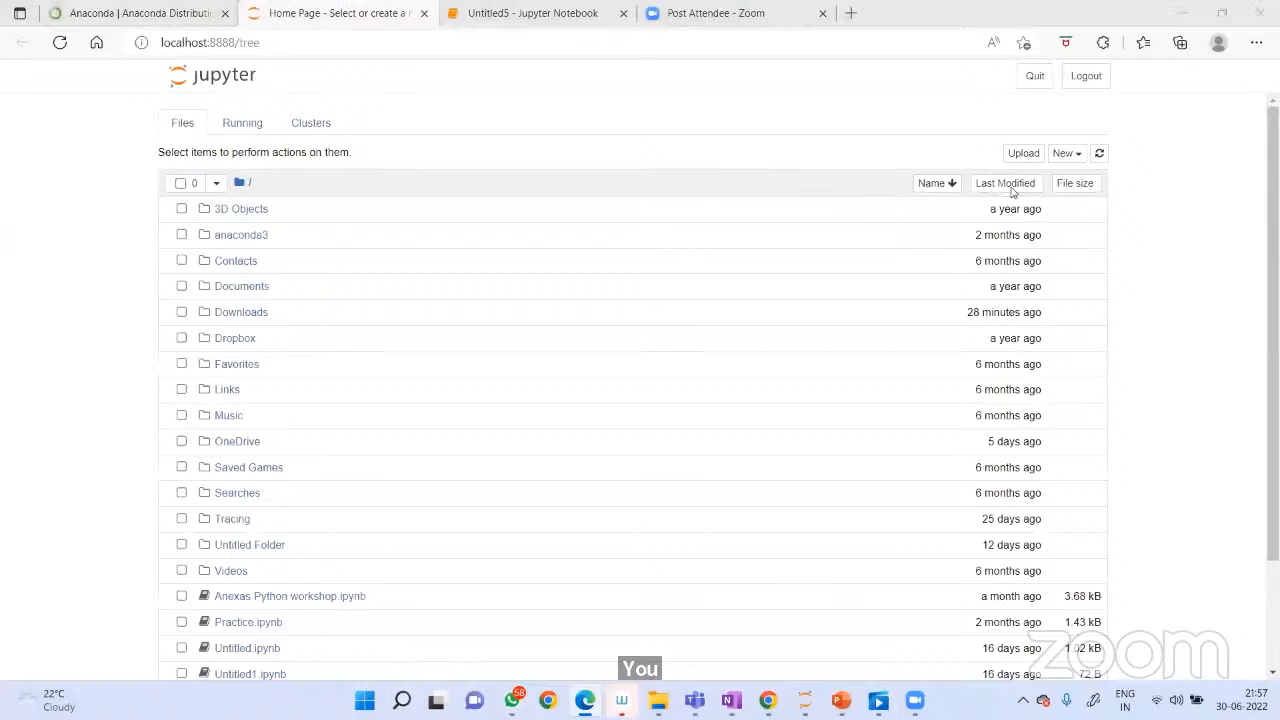 Anaconda | Anaconda Distributi
Home Page - Select or create a n
Untitled5 - Jupyter Notebook
Post Attendee - Zoom
localhost:8888/tree
jupyter
Quit
Logout
Files
Running
Clusters
Select items to perform actions on them.
Upload
New
0
/
Name
Last Modified
File size
3D Objects
a year ago
anaconda3
2 months ago
Contacts
6 months ago
Documents
a year ago
Downloads
28 minutes ago
Dropbox
a year ago
Favorites
6 months ago
Links
6 months ago
Music
6 months ago
OneDrive
5 days ago
Saved Games
6 months ago
Searches
6 months ago
Tracing
25 days ago
Untitled Folder
12 days ago
Videos
6 months ago
Anexas Python workshop.ipynb
a month ago
3.68 kB
Practice.ipynb
2 months ago
1.43 kB
Untitled.ipynb
16 days ago
1.02 kB
Untitled1.ipynb
16 days ago
72 B
zoom
You
22°C
Cloudy
58
ENG
IN
21:57
30-06-2022